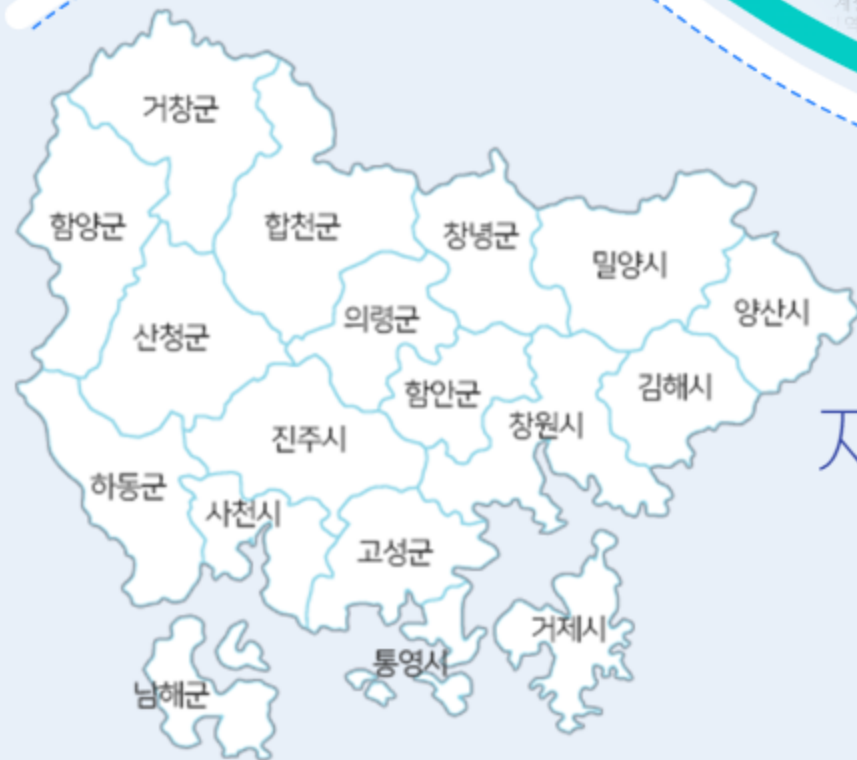 거창군
함양군
합천군
창녕군
밀양시
양산시
의령군
산청군
함안군
김해시
창원시
진주시
하동군
사천시
고성군
거제시
통영시
남해군